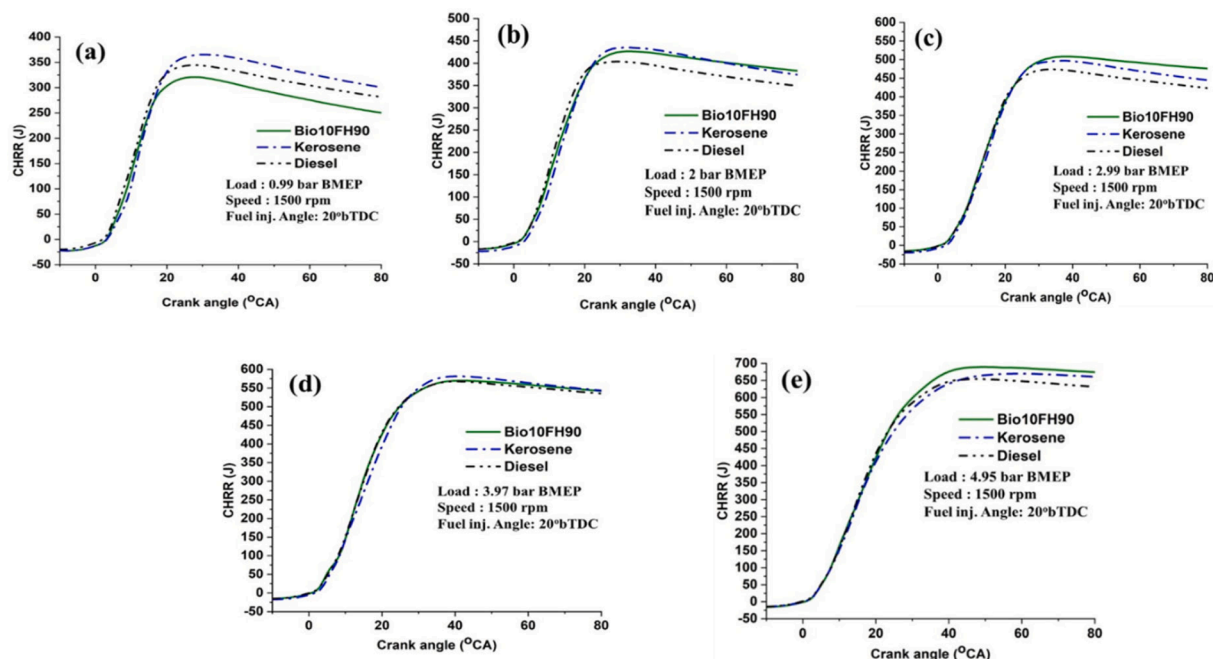 (a)
400
350
300
250
200
150
100
50
0
-50
CHRR (J)
Bio10FH90
Kerosene
Diesel
Load : 0.99 bar BMEP
Speed : 1500 rpm
Fuel inj. Angle: 20°bTDC
0 20 40 60 80
Crank angle (OCA)
(b)
500
450
400
350
300
250
200
150
100
50
0
-50
CHRR (J)
Bio10FH90
Kerosene
Diesel
Load : 2 bar BMEP
Speed : 1500 rpm
Fuel inj. Angle: 20°bTDC
0 20 40 60 80
Crank angle (OCA)
(c)
600
550
500
450
400
350
300
250
200
150
100
50
0
-50
CHRR (J)
Bio10FH90
Kerosene
Diesel
Load : 2.99 bar BMEP
Speed : 1500 rpm
Fuel inj. Angle: 20°bTDC
0 20 40 60 80
Crank angle (OCA)
(d)
600
550
500
450
400
350
300
250
200
150
100
50
0
-50
CHRR (J)
Bio10FH90
Kerosene
Diesel
Load : 3.97 bar BMEP
Speed : 1500 rpm
Fuel inj. Angle: 20°bTDC
0 20 40 60 80
Crank angle (OCA)
(e)
700
650
600
550
500
450
400
350
300
250
200
150
100
50
0
-50
CHRR (J)
Bio10FH90
Kerosene
Diesel
Load : 4.95 bar BMEP
Speed : 1500 rpm
Fuel inj. Angle: 20°bTDC
0 20 40 60 80
Crank angle (OCA)